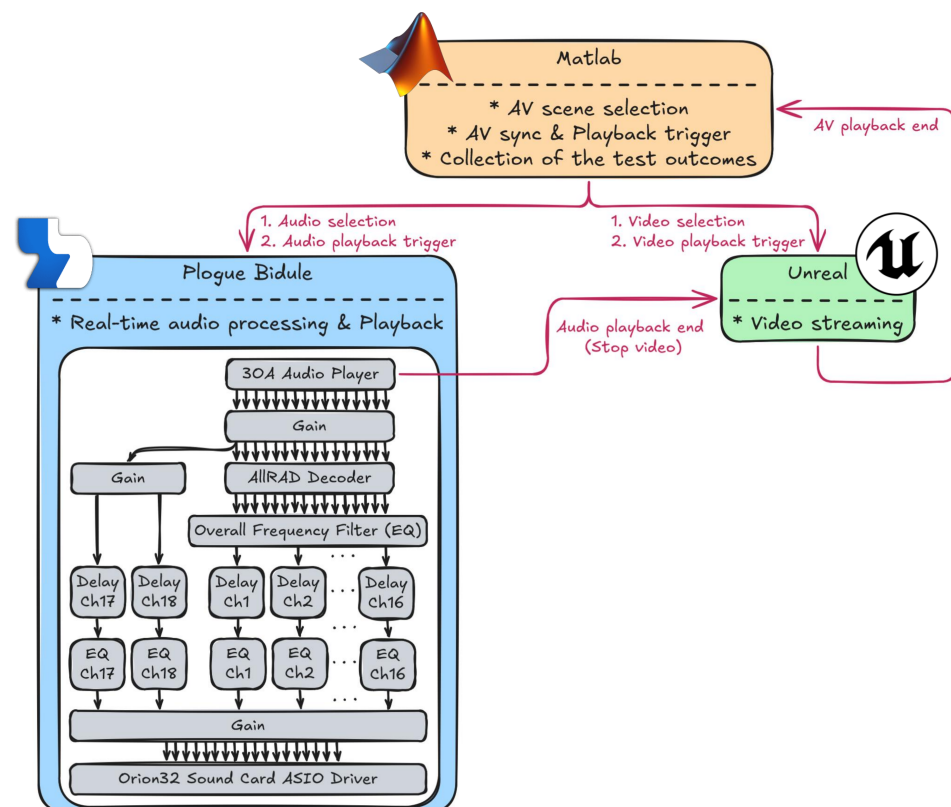 Matlab
* AV scene selection
* AV sync & Playback trigger
* Collection of the test outcomes
AV playback end
1. Audio selection
2. Audio playback trigger
1. Video selection
2. Video playback trigger
Plogue Bidule
* Real-time audio processing & Playback
Unreal
* Video streaming
Audio playback end
(Stop video)
3OA Audio Player
Gain
Gain
AllRAD Decoder
Overall Frequency Filter (EQ)
...
Delay
Ch17
Delay
Ch18
Delay
Ch1
Delay
Ch2
...
Delay
Ch16
...
EQ
Ch17
EQ
Ch18
EQ
Ch1
EQ
Ch2
...
EQ
Ch16
...
Gain
Orion32 Sound Card ASIO Driver